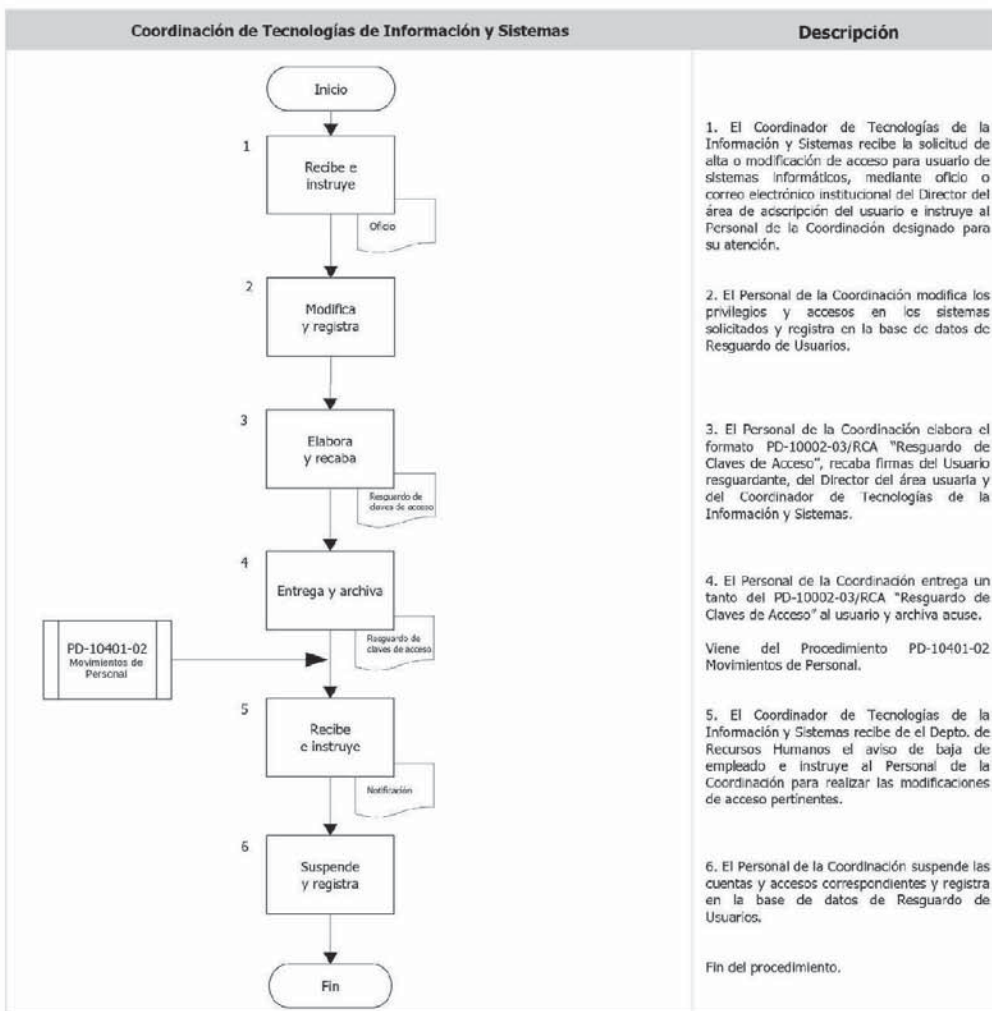 Coordinación de Tecnologías de Información y Sistemas
Descripción
Inicio
1
Recibe e
instruye
Oficio
2
Modifica
y registra
3
Elabora
y recaba
Resguardo de
claves de acceso
4
Entrega y archiva
Resguardo de
claves de acceso
PD-10401-02
Movimientos de
Personal
5
Recibe
e instruye
Notificación
6
Suspende
y registra
Fin
1. El Coordinador de Tecnologías de la
Información y Sistemas recibe la solicitud de
alta o modificación de acceso para usuario de
sistemas informáticos, mediante oficio o
correo electrónico institucional del Director del
área de adscripción del usuario e instruye al
Personal de la Coordinación designado para
su atención.
2. El Personal de la Coordinación modifica los
privilegios y accesos en los sistemas
solicitados y registra en la base de datos de
Resguardo de Usuarios.
3. El Personal de la Coordinación elabora el
formato PD-10002-03/RCA "Resguardo de
Claves de Acceso", recaba firmas del Usuario
resguardante, del Director del área usuaria y
del Coordinador de Tecnologías de la
Información y Sistemas.
4. El Personal de la Coordinación entrega un
tanto del PD-10002-03/RCA "Resguardo de
Claves de Acceso" al usuario y archiva acuse.
Viene del Procedimiento PD-10401-02
Movimientos de Personal.
5. El Coordinador de Tecnologías de la
Información y Sistemas recibe de el Depto. de
Recursos Humanos el aviso de baja de
empleado e instruye al Personal de la
Coordinación para realizar las modificaciones
de acceso pertinentes.
6. El Personal de la Coordinación suspende las
cuentas y accesos correspondientes y registra
en la base de datos de Resguardo de
Usuarios.
Fin del procedimiento.